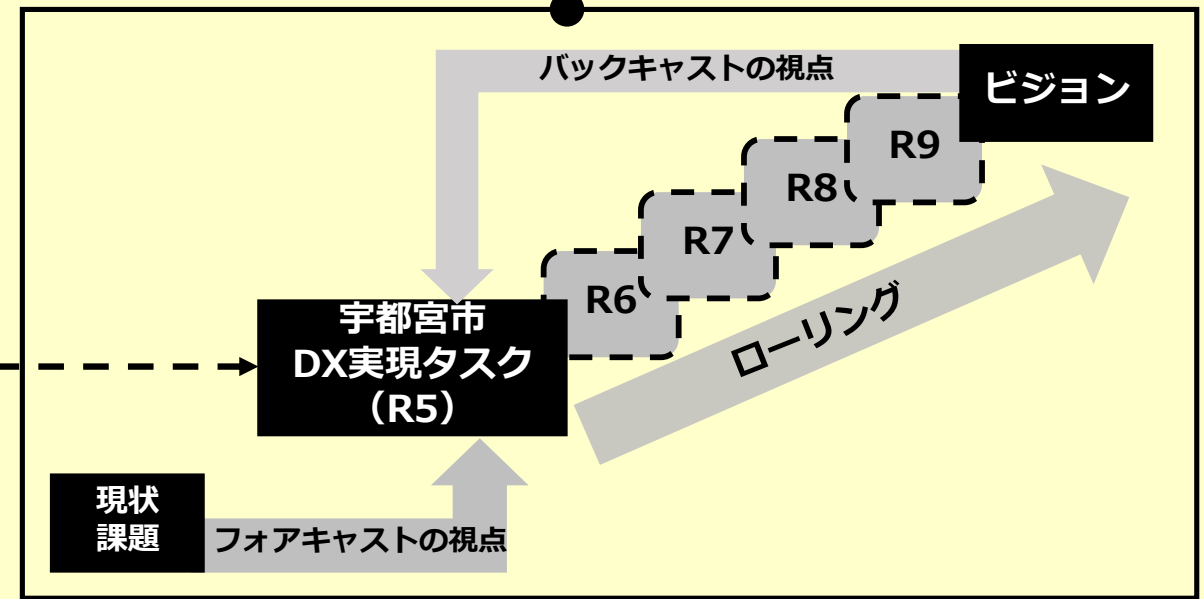 バックキャストの視点
ビジョン
R9
R8
R7
R6
ローリング
宇都宮市
DX実現タスク
（R5）
現状
課題
フォアキャストの視点